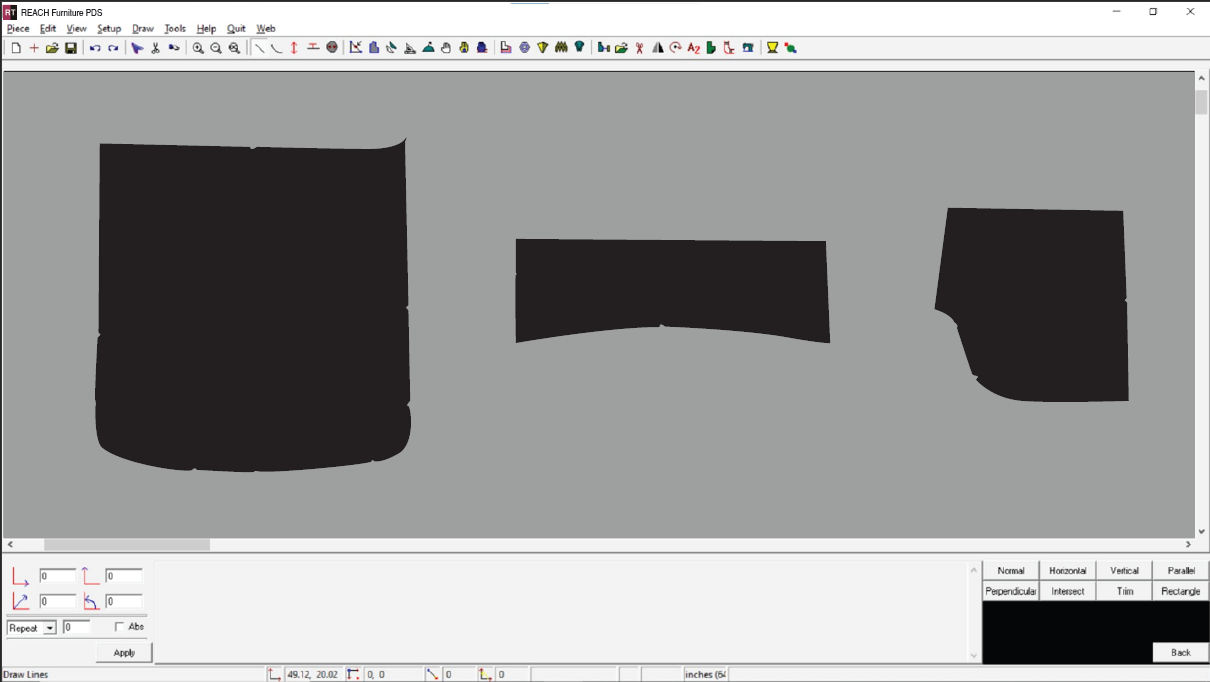 RT REACH Furniture PDS
Piece Edit View Setup Draw Tools Help Quit Web
A2
0 0
Normal Horizontal Vertical Parallel
0 0
Perpendicular Intersect Trim Rectangle
Repeat 0 Abs
Apply
Back
Draw Lines 49.12, 20.02 0, 0 0 0 inches (64